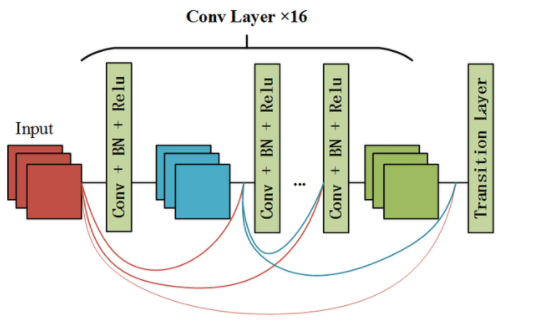 Conv Layer ×16
Input
Conv + BN + Relu
Conv + BN + Relu
...
Conv + BN + Relu
Transition Layer